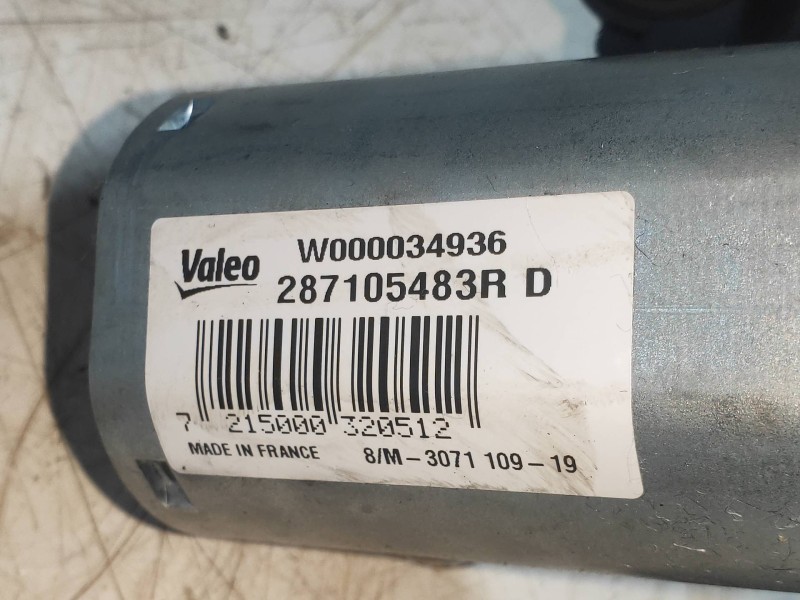 Valeo W000034936
287105483R D
7 215000 320512
MADE IN FRANCE 8/M-3071 109-19